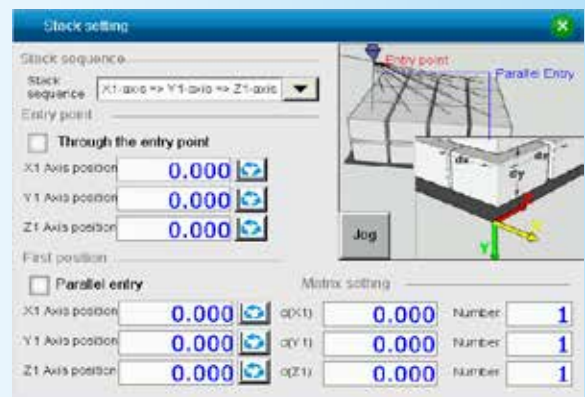 Stack setting
Stack sequence
Stack sequence X1-axis => Y1-axis => Z1-axis
Entry point
Through the entry point
X1 Axis position 0.000
Y1 Axis position 0.000
Z1 Axis position 0.000
Entry point
Parallel Entry
dx
dz
dy
X
Y
Jog
First position
Parallel entry
Matrix setting
X1 Axis position 0.000 d(X1) 0.000 Number 1
Y1 Axis position 0.000 d(Y1) 0.000 Number 1
Z1 Axis position 0.000 d(Z1) 0.000 Number 1